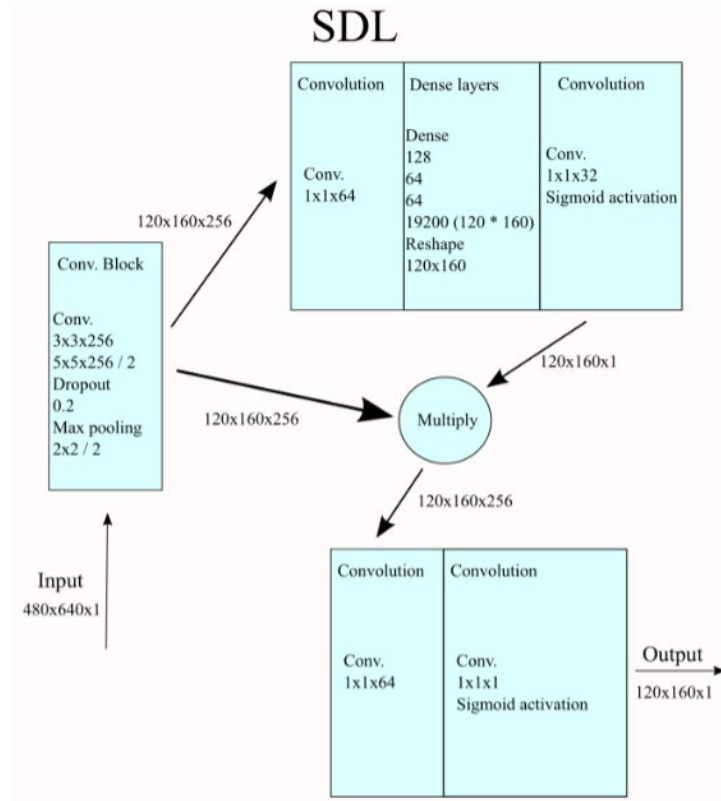 SDL
Convolution
Conv.
1x1x64
Dense layers
Dense
128
64
64
19200 (120 * 160)
Reshape
120x160
Convolution
Conv.
1x1x32
Sigmoid activation
120x160x256
Conv. Block
Conv.
3x3x256
5x5x256 / 2
Dropout
0.2
Max pooling
2x2 / 2
120x160x1
120x160x256
Multiply
120x160x256
Input
480x640x1
Convolution
Conv.
1x1x64
Convolution
Conv.
1x1x1
Sigmoid activation
Output
120x160x1